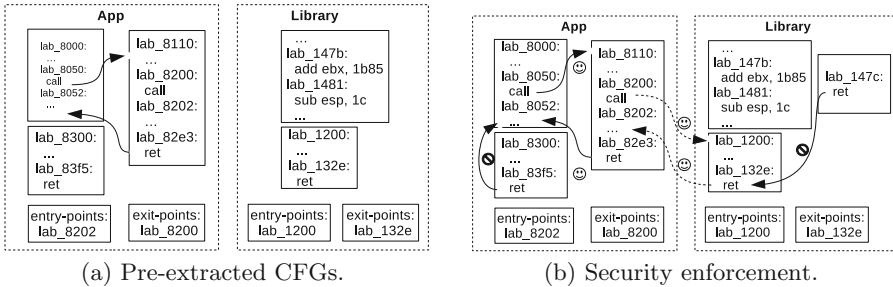 App
Library
lab_8000:
...
lab_8050:
call
lab_8052:
...
lab_8110:
...
lab_8200:
call
lab_8202:
...
lab_82e3:
ret
lab_8300:
...
lab_83f5:
ret
entry-points:
lab_8202
exit-points:
lab_8200
...
lab_147b:
add ebx, 1b85
lab_1481:
sub esp, 1c
...
lab_1200:
...
lab_132e:
ret
entry-points:
lab_1200
exit-points:
lab_132e
(a) Pre-extracted CFGs.
App
Library
lab_8000:
...
lab_8050:
call
lab_8052:
...
lab_8110:
...
lab_8200:
call
lab_8202:
...
lab_82e3:
ret
lab_8300:
...
lab_83f5:
ret
entry-points:
lab_8202
exit-points:
lab_8200
...
lab_147b:
add ebx, 1b85
lab_1481:
sub esp, 1c
...
lab_147c:
ret
lab_1200:
...
lab_132e:
ret
entry-points:
lab_1200
exit-points:
lab_132e
(b) Security enforcement.